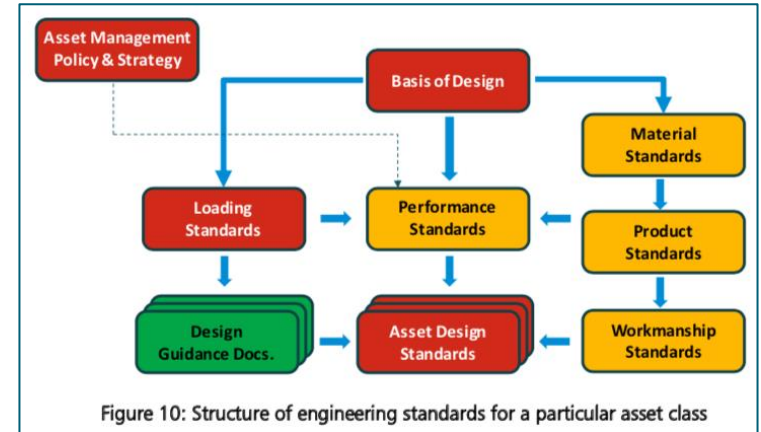 Asset Management
Policy & Strategy
Basis of Design
Material
Standards
Loading
Standards
Performance
Standards
Product
Standards
Design
Guidance Docs.
Asset Design
Standards
Workmanship
Standards
Figure 10: Structure of engineering standards for a particular asset class